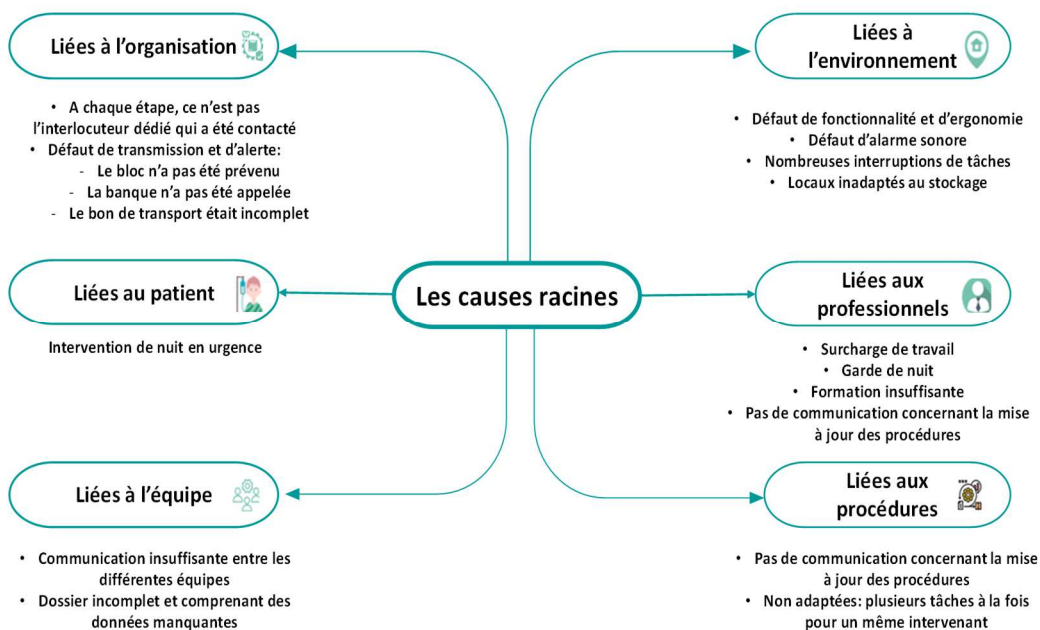 Liées à l'organisation
• A chaque étape, ce n'est pas
l'interlocuteur dédié qui a été contacté
• Défaut de transmission et d'alerte:
- Le bloc n'a pas été prévenu
- La banque n'a pas été appelée
- Le bon de transport était incomplet
Liées à
l'environnement
• Défaut de fonctionnalité et d'ergonomie
• Défaut d'alarme sonore
• Nombreuses interruptions de tâches
• Locaux inadaptés au stockage
Liées au patient
Intervention de nuit en urgence
Les causes racines
Liées aux
professionnels
• Surcharge de travail
• Garde de nuit
• Formation insuffisante
• Pas de communication concernant la mise
à jour des procédures
Liées à l'équipe
• Communication insuffisante entre les
différentes équipes
• Dossier incomplet et comprenant des
données manquantes
Liées aux
procédures
• Pas de communication concernant la mise
à jour des procédures
• Non adaptées: plusieurs tâches à la fois
pour un même intervenant